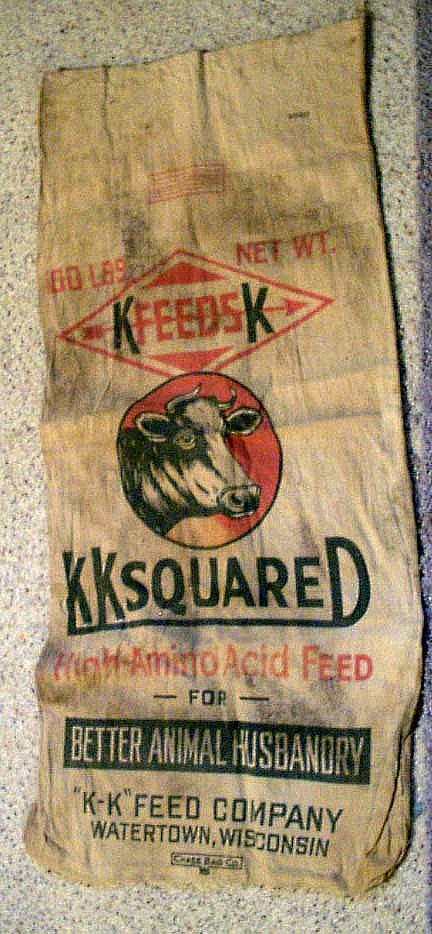 100 LBS. NET WT.
K FEEDS K
KKSQUARED
High-Amino Acid FEED
— FOR —
BETTER ANIMAL HUSBANDRY
"K-K" FEED COMPANY
WATERTOWN, WISCONSIN
CHASE BAG CO.